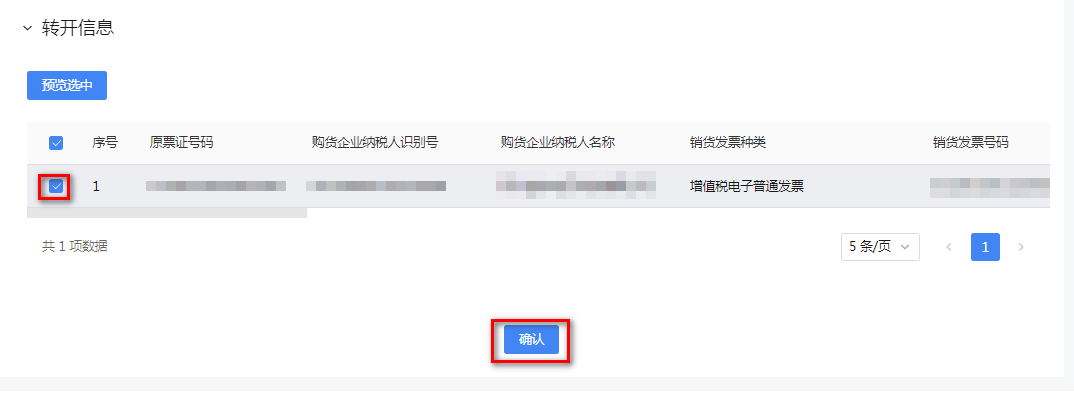 转开信息
预览选中
序号 原票证号码 购货企业纳税人识别号 购货企业纳税人名称 销货发票种类 销货发票号码
1 增值税电子普通发票
共 1 项数据 5 条/页 1
确认